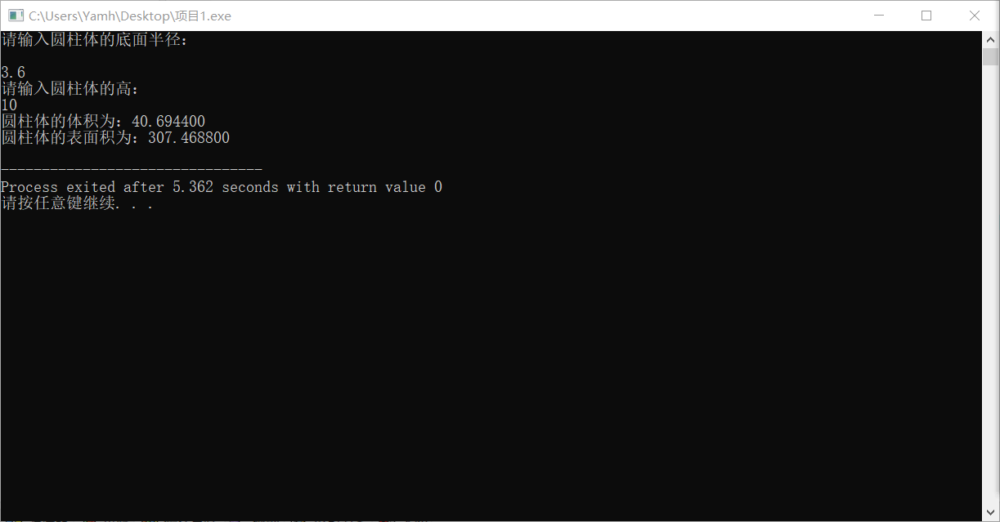 C:\Users\Yamh\Desktop\项目1.exe
请输入圆柱体的底面半径：
3.6
请输入圆柱体的高：
10
圆柱体的体积为：40.694400
圆柱体的表面积为：307.468800
--------------------------------
Process exited after 5.362 seconds with return value 0
请按任意键继续. . .